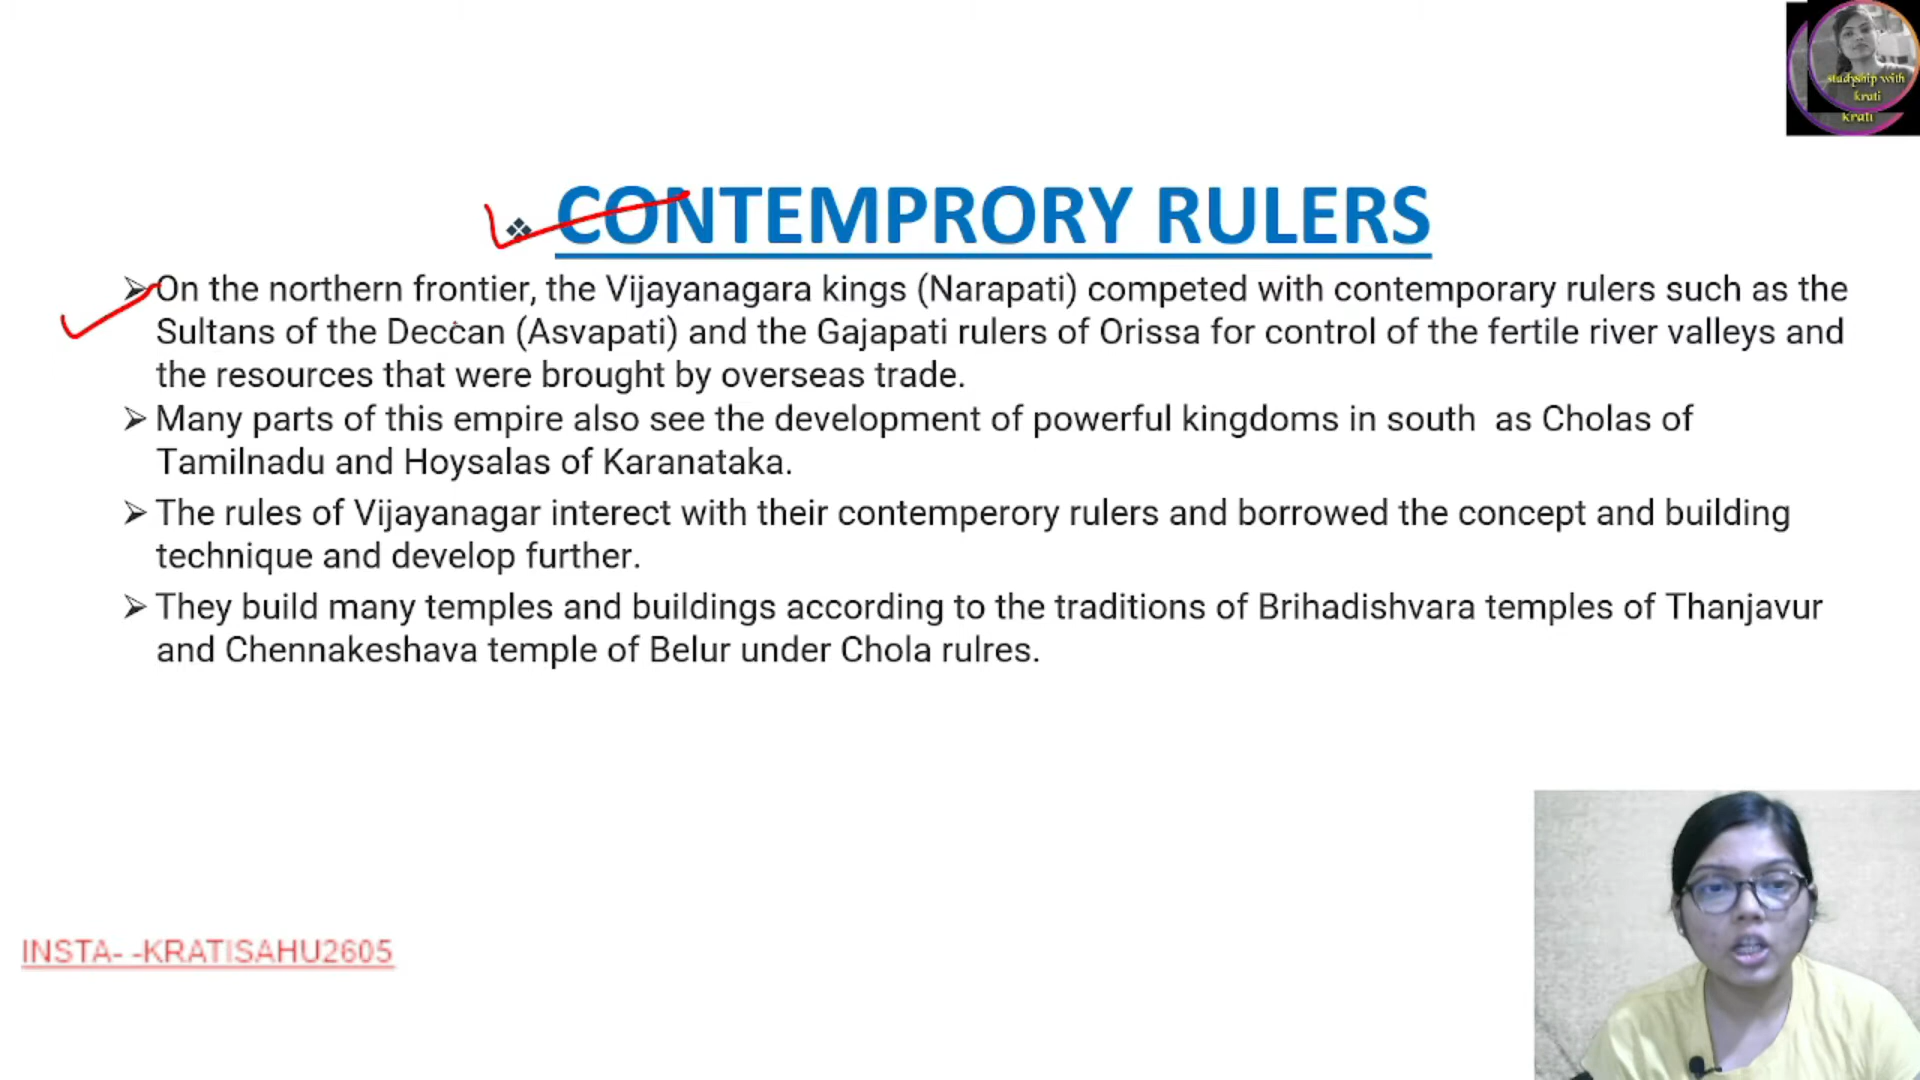 studyship with
krati
krati
❖ CONTEMPRORY RULERS
➢ On the northern frontier, the Vijayanagara kings (Narapati) competed with contemporary rulers such as the
Sultans of the Deccan (Asvapati) and the Gajapati rulers of Orissa for control of the fertile river valleys and
the resources that were brought by overseas trade.
➢ Many parts of this empire also see the development of powerful kingdoms in south as Cholas of
Tamilnadu and Hoysalas of Karanataka.
➢ The rules of Vijayanagar interect with their contemperory rulers and borrowed the concept and building
technique and develop further.
➢ They build many temples and buildings according to the traditions of Brihadishvara temples of Thanjavur
and Chennakeshava temple of Belur under Chola rulres.
INSTA- -KRATISAHU2605